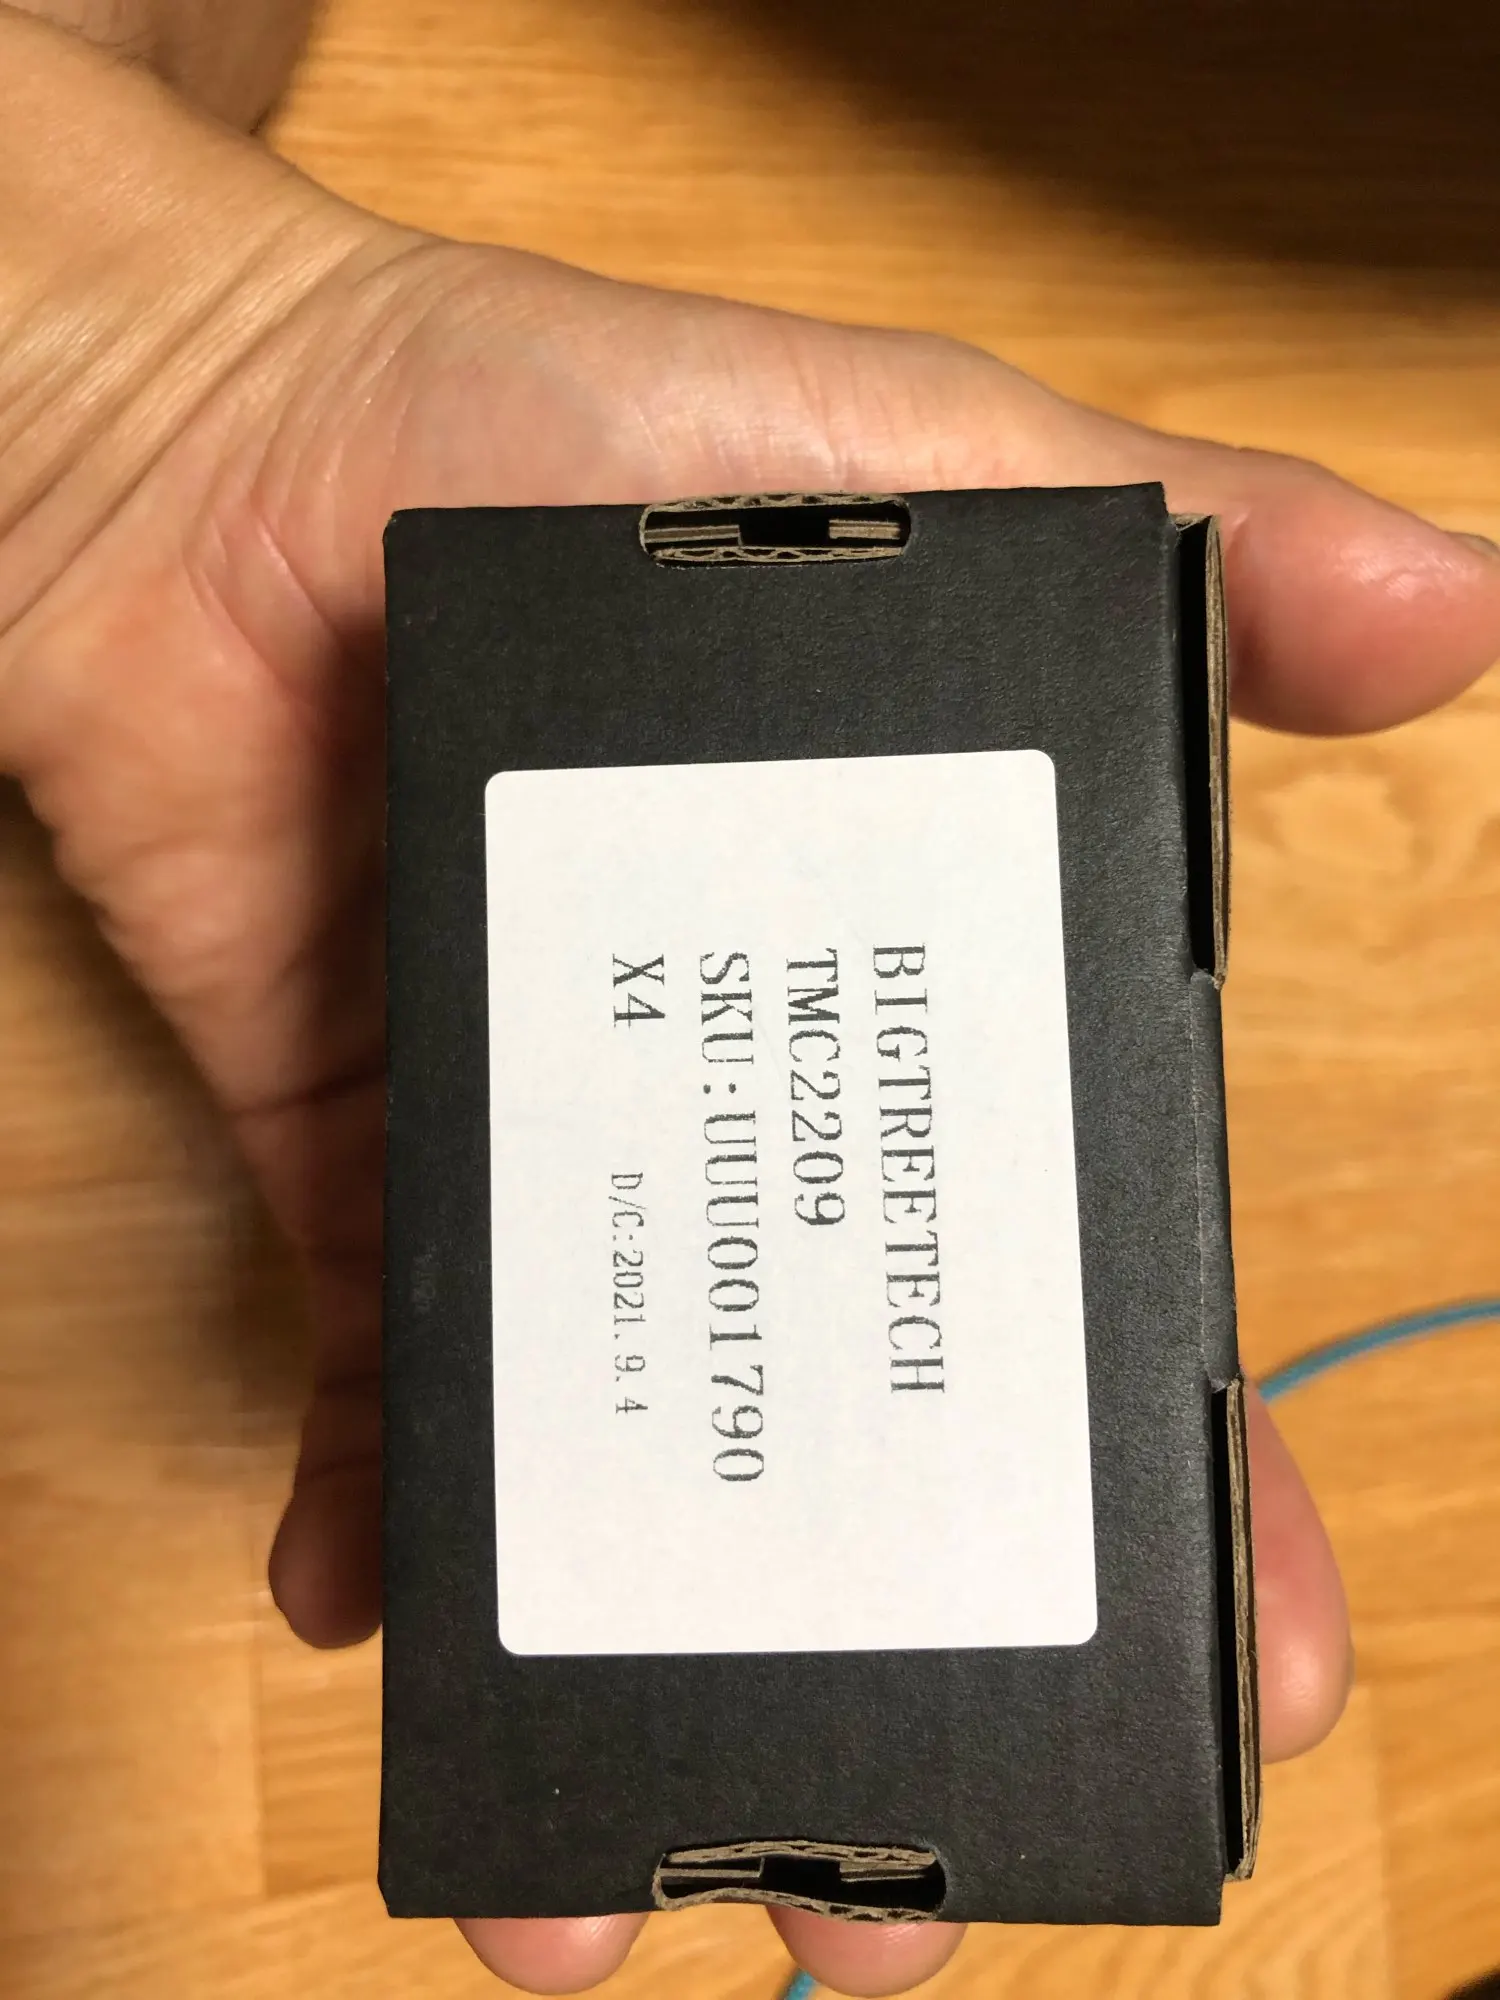 BIGTREETECH
TMC2209
SKU:UUU001790
X4 D/C:2021.9.4